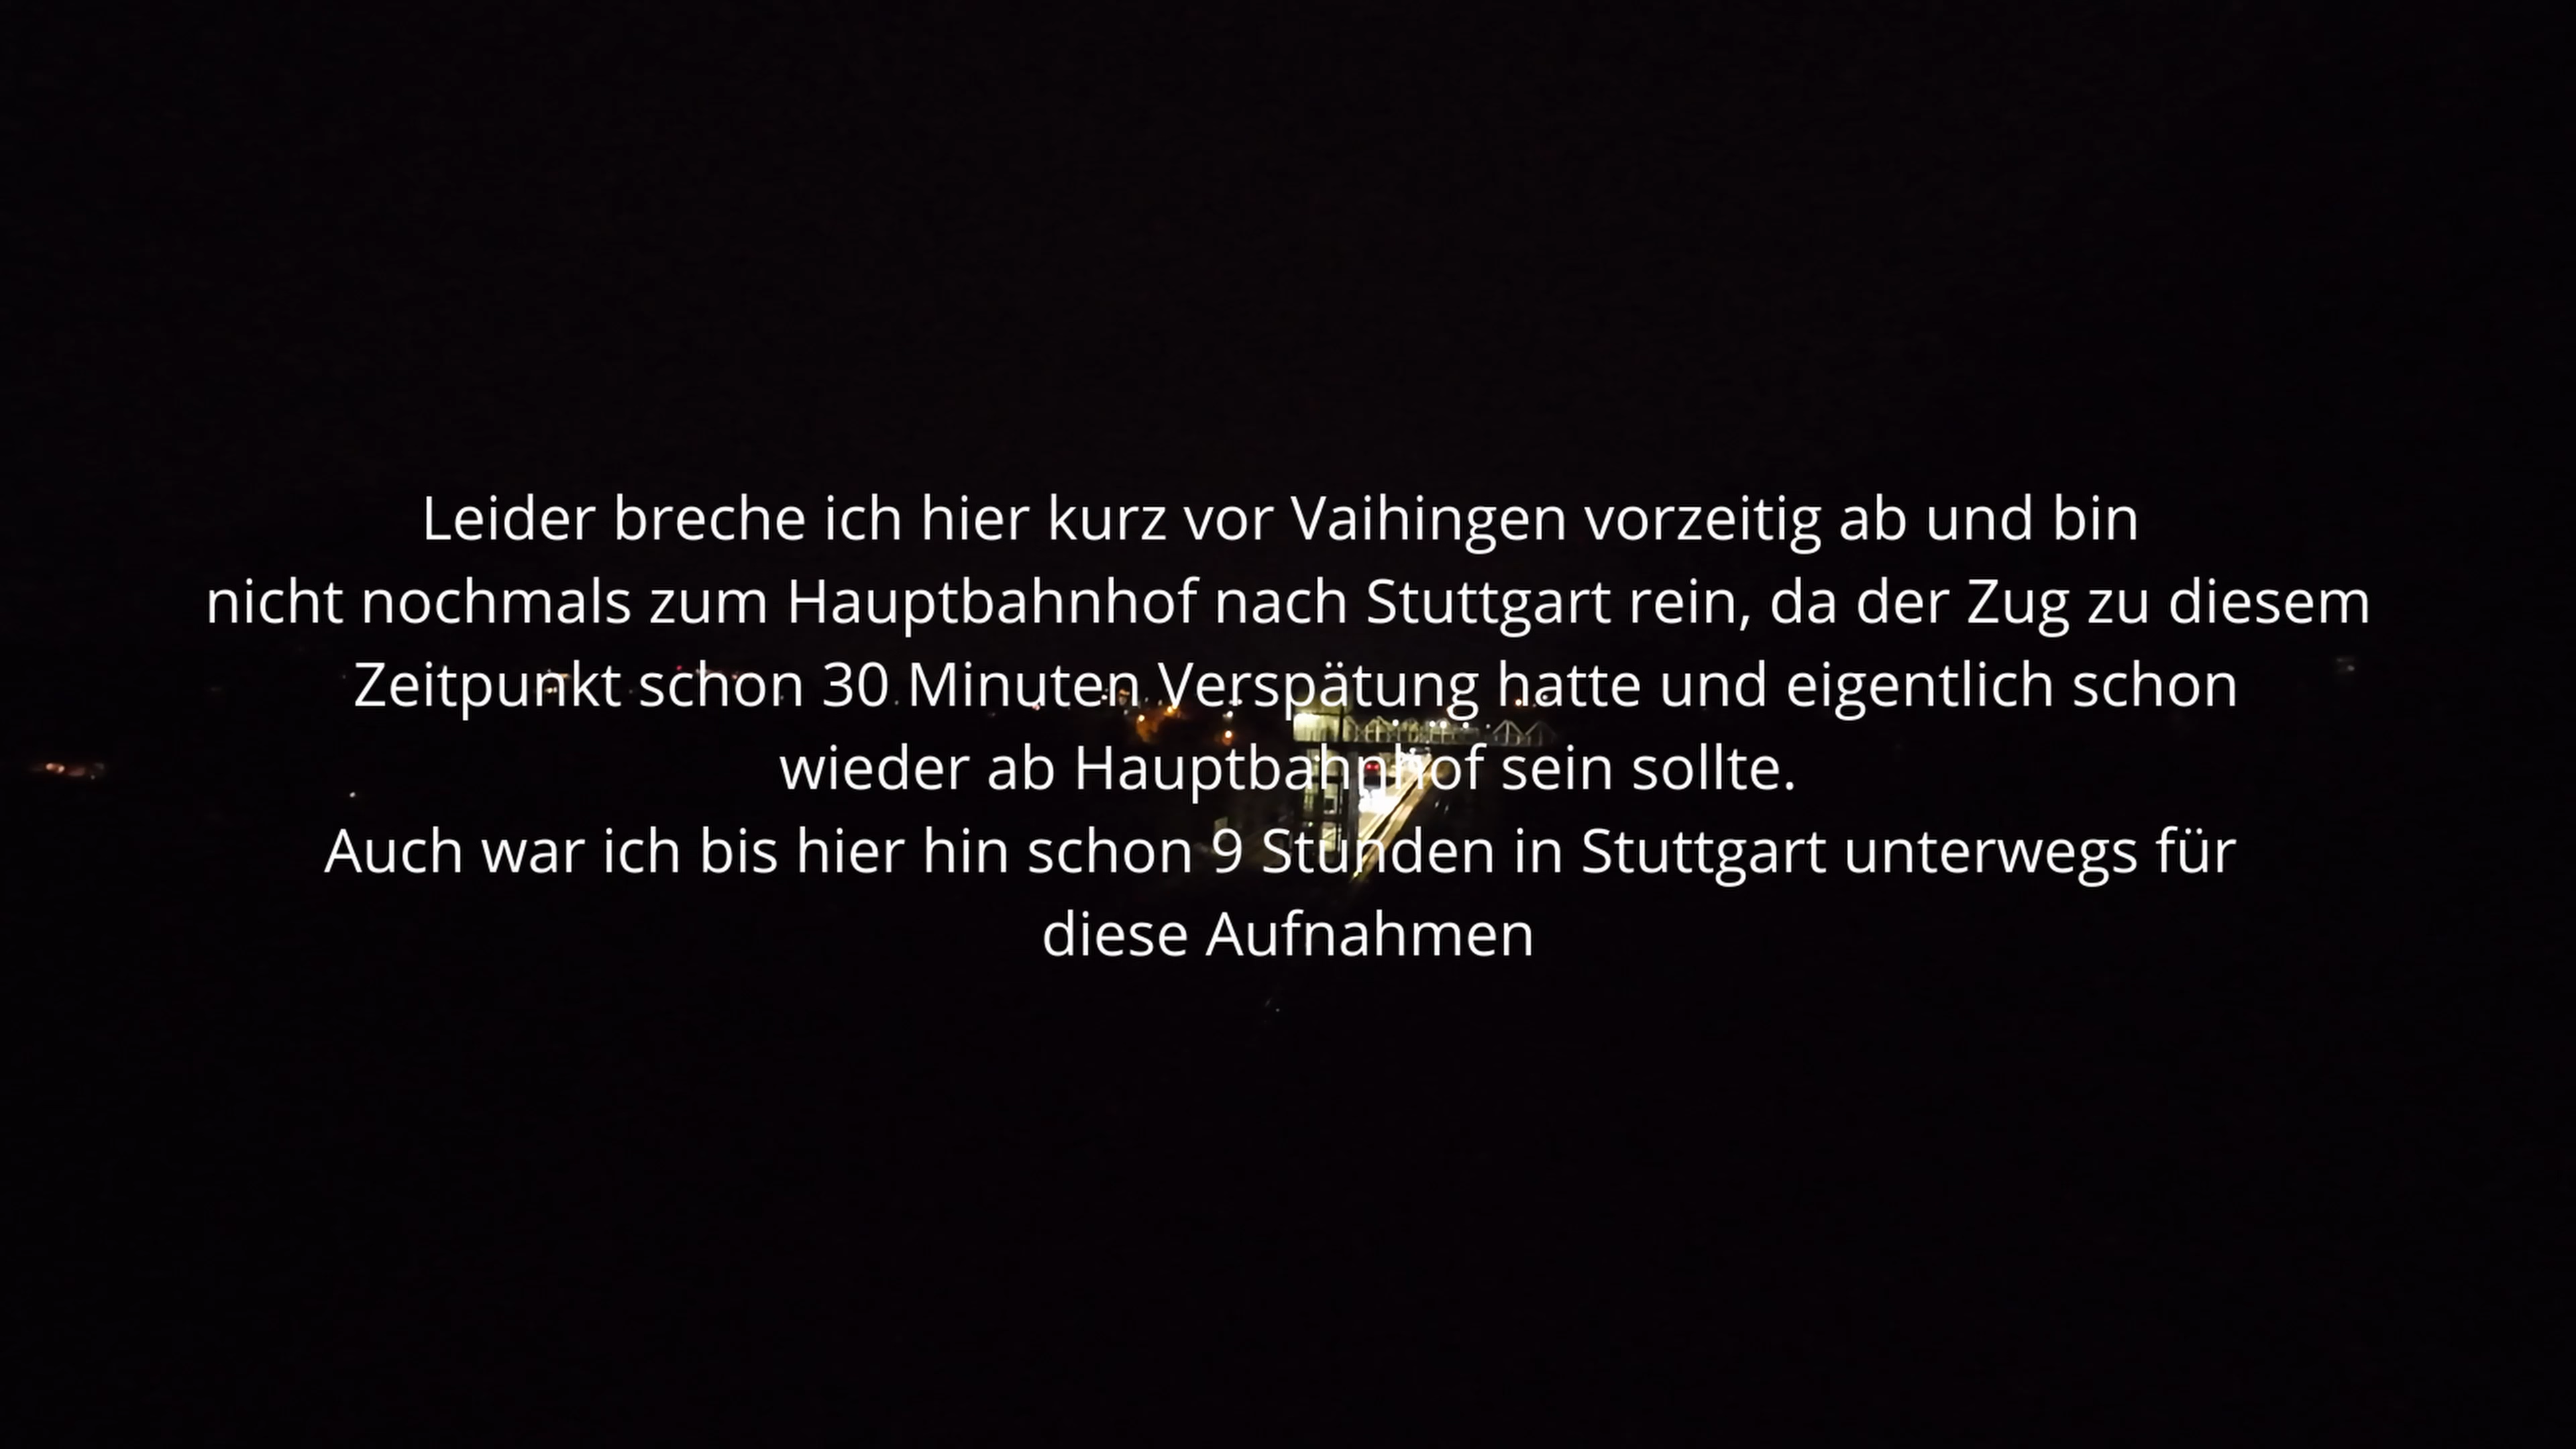 Leider breche ich hier kurz vor Vaihingen vorzeitig ab und bin
nicht nochmals zum Hauptbahnhof nach Stuttgart rein, da der Zug zu diesem
Zeitpunkt schon 30 Minuten Verspätung hatte und eigentlich schon
wieder ab Hauptbahnhof sein sollte.
Auch war ich bis hier hin schon 9 Stunden in Stuttgart unterwegs für
diese Aufnahmen